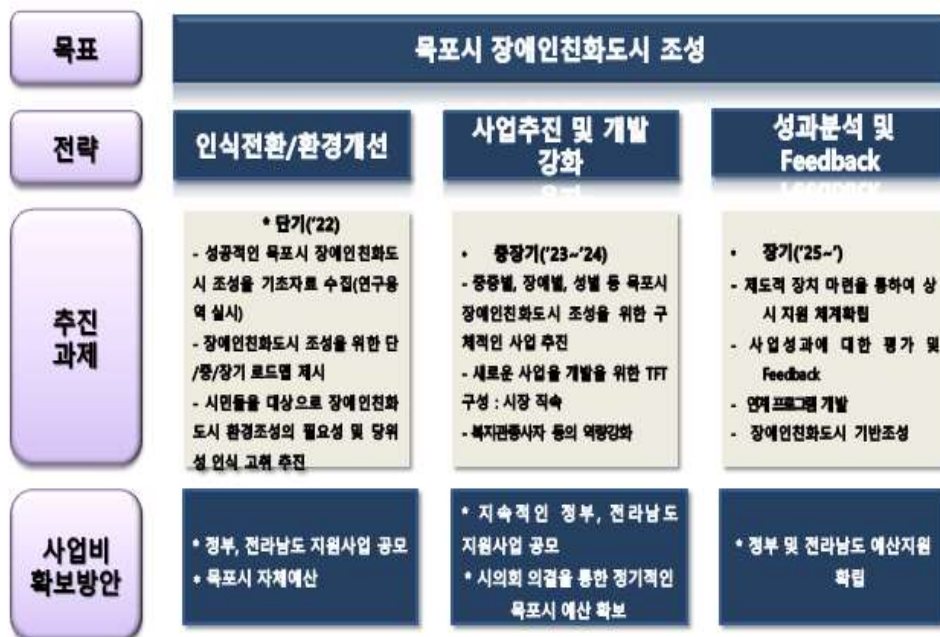 목표
목포시 장애인친화도시 조성
전략
인식전환/환경개선
사업추진 및 개발
강화
성과분석 및
Feedback
추진
과제
* 단기('22)
- 성공적인 목포시 장애인친화도
시 조성을 기초자료 수집(연구용
역 실시)
- 장애인친화도시 조성을 위한 단
/중/장기 로드맵 제시
- 시민들을 대상으로 장애인친화
도시 환경조성의 필요성 및 당위
성 인식 고취 추진
• 중장기('23~'24)
- 중증별, 장애별, 성별 등 목포시
장애인친화도시 조성을 위한 구
체적인 사업 추진
- 새로운 사업을 개발을 위한 TFT
구성 : 시장 직속
- 복지관종사자 등의 역량강화
• 장기('25~')
- 제도적 장치 마련을 통하여 상
시 지원 체계확립
- 사업성과에 대한 평가 및
Feedback
- 연계 프로그램 개발
- 장애인친화도시 기반조성
사업비
확보방안
* 정부, 전라남도 지원사업 공모
* 목포시 자체예산
* 지속적인 정부, 전라남도
지원사업 공모
* 시의회 의결을 통한 정기적인
목포시 예산 확보
* 정부 및 전라남도 예산지원
확립